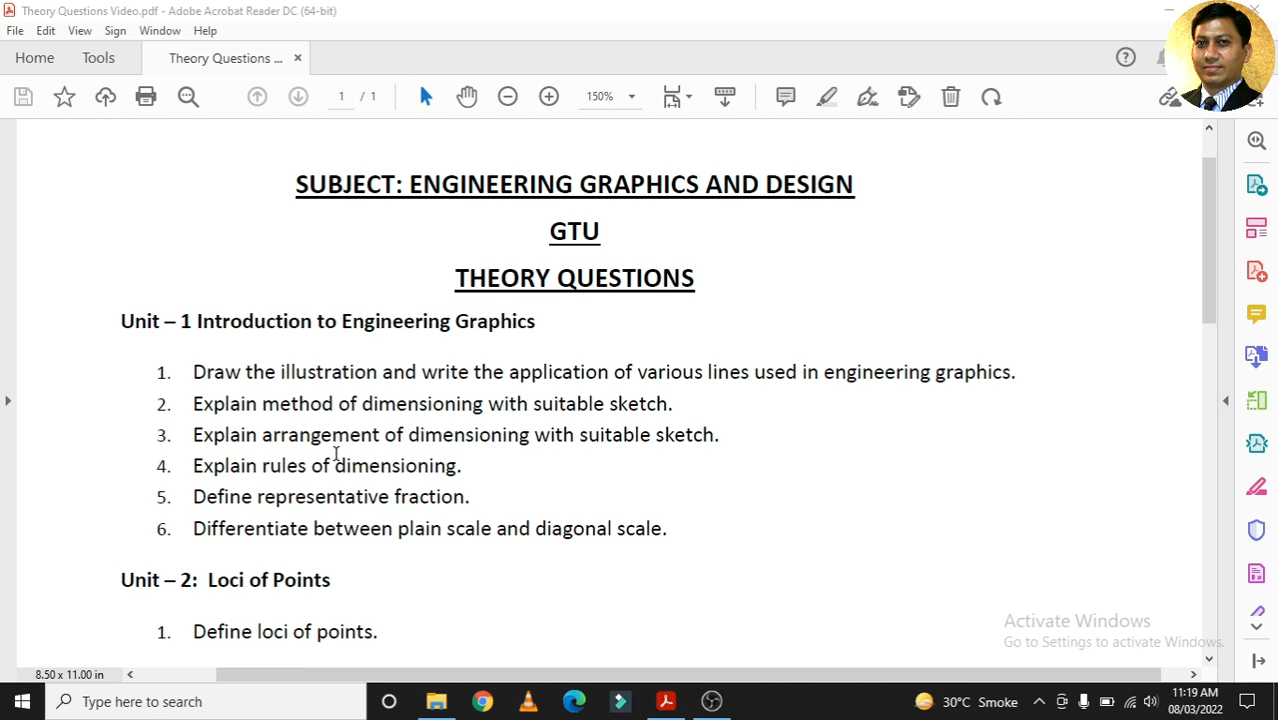 Theory Questions Video.pdf - Adobe Acrobat Reader DC (64-bit)
File Edit View Sign Window Help
Home Tools Theory Questions ... ×
1 / 1 150%
SUBJECT: ENGINEERING GRAPHICS AND DESIGN
GTU
THEORY QUESTIONS
Unit – 1 Introduction to Engineering Graphics
1. Draw the illustration and write the application of various lines used in engineering graphics.
2. Explain method of dimensioning with suitable sketch.
3. Explain arrangement of dimensioning with suitable sketch.
4. Explain rules of dimensioning.
5. Define representative fraction.
6. Differentiate between plain scale and diagonal scale.
Unit – 2: Loci of Points
1. Define loci of points.
Activate Windows
Go to Settings to activate Windows.
8.50 x 11.00 in
Type here to search
30°C Smoke
11:19 AM
08/03/2022